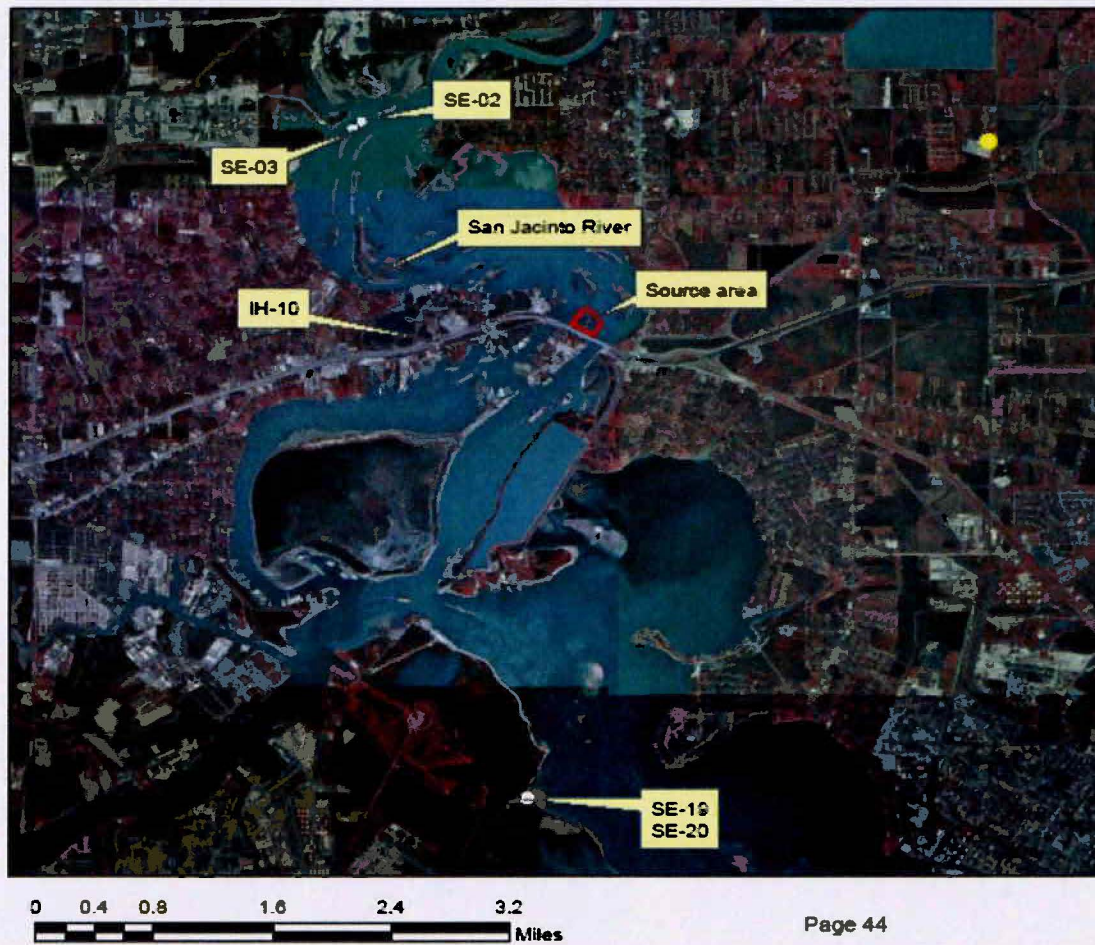 SE-02
SE-03
San Jacinto River
Source area
IH-10
SE-19
SE-20
0 0.4 0.8 1.6 2.4 3.2
Miles
Page 44